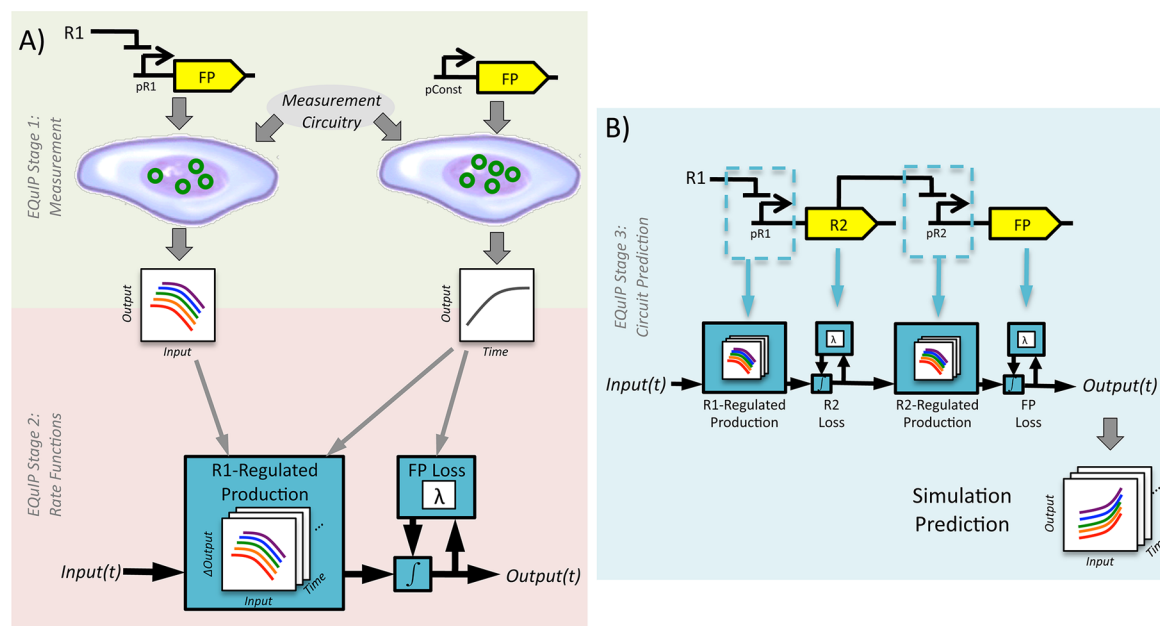 A)
R1
pR1
FP
pConst
FP
Measurement
Circuitry
EQuIP Stage 1:
Measurement
Output
Input
Output
Time
EQuIP Stage 2:
Rate Functions
R1-Regulated
Production
ΔOutput
Input
Time
...
FP Loss
λ
∫
Input(t)
Output(t)
B)
EQuIP Stage 3:
Circuit Prediction
R1
pR1
R2
pR2
FP
λ
λ
Input(t)
∫
∫
Output(t)
R1-Regulated
Production
R2
Loss
R2-Regulated
Production
FP
Loss
Simulation
Prediction
Output
Input
Tim
...